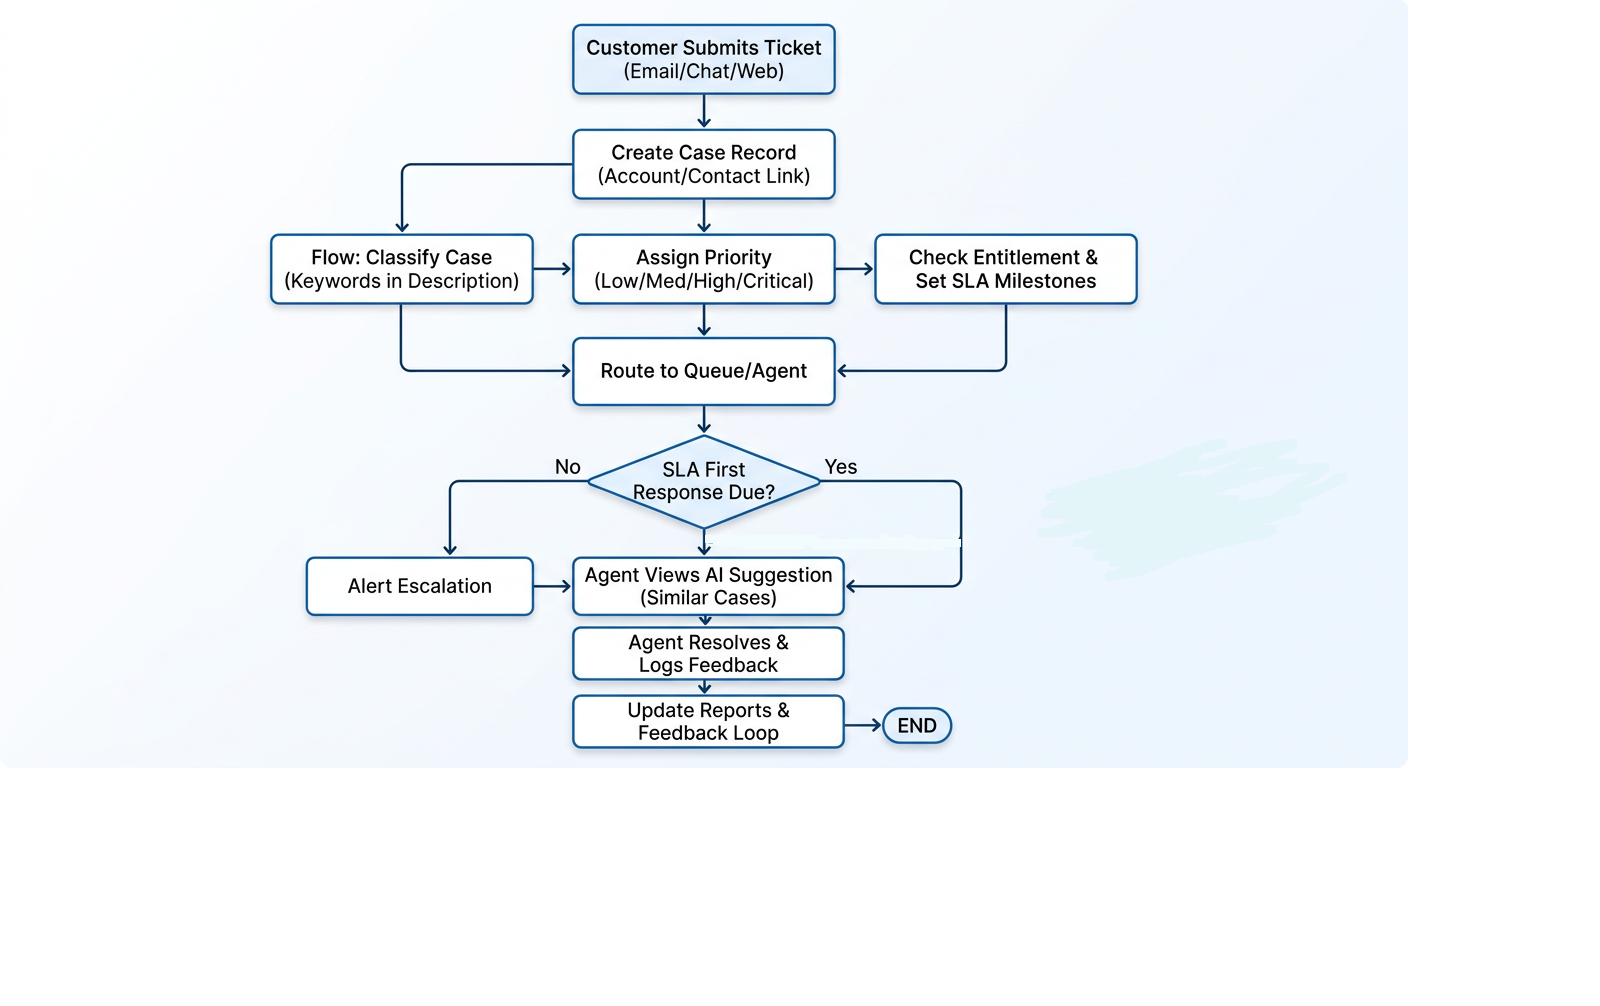 Customer Submits Ticket
(Email/Chat/Web)
Create Case Record
(Account/Contact Link)
Flow: Classify Case
(Keywords in Description)
Assign Priority
(Low/Med/High/Critical)
Check Entitlement &
Set SLA Milestones
Route to Queue/Agent
No
SLA First
Response Due?
Yes
Alert Escalation
Agent Views AI Suggestion
(Similar Cases)
Agent Resolves &
Logs Feedback
Update Reports &
Feedback Loop
END